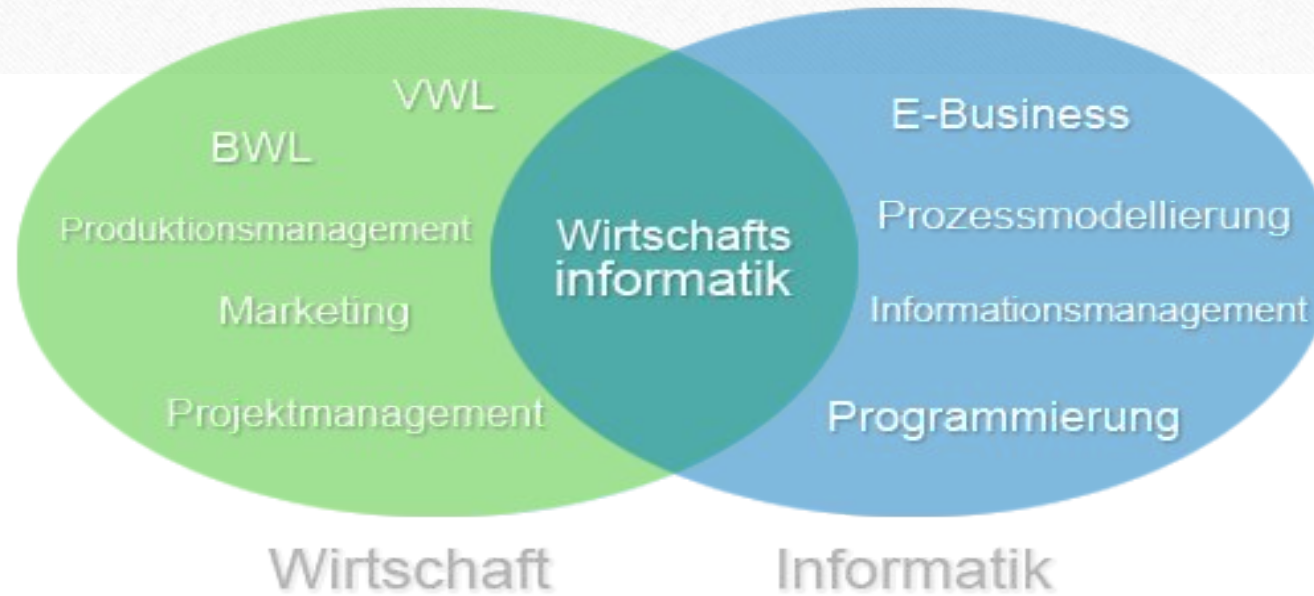 VWL
BWL
Produktionsmanagement
Marketing
Projektmanagement
Wirtschafts
informatik
E-Business
Prozessmodellierung
Informationsmanagement
Programmierung
Wirtschaft
Informatik